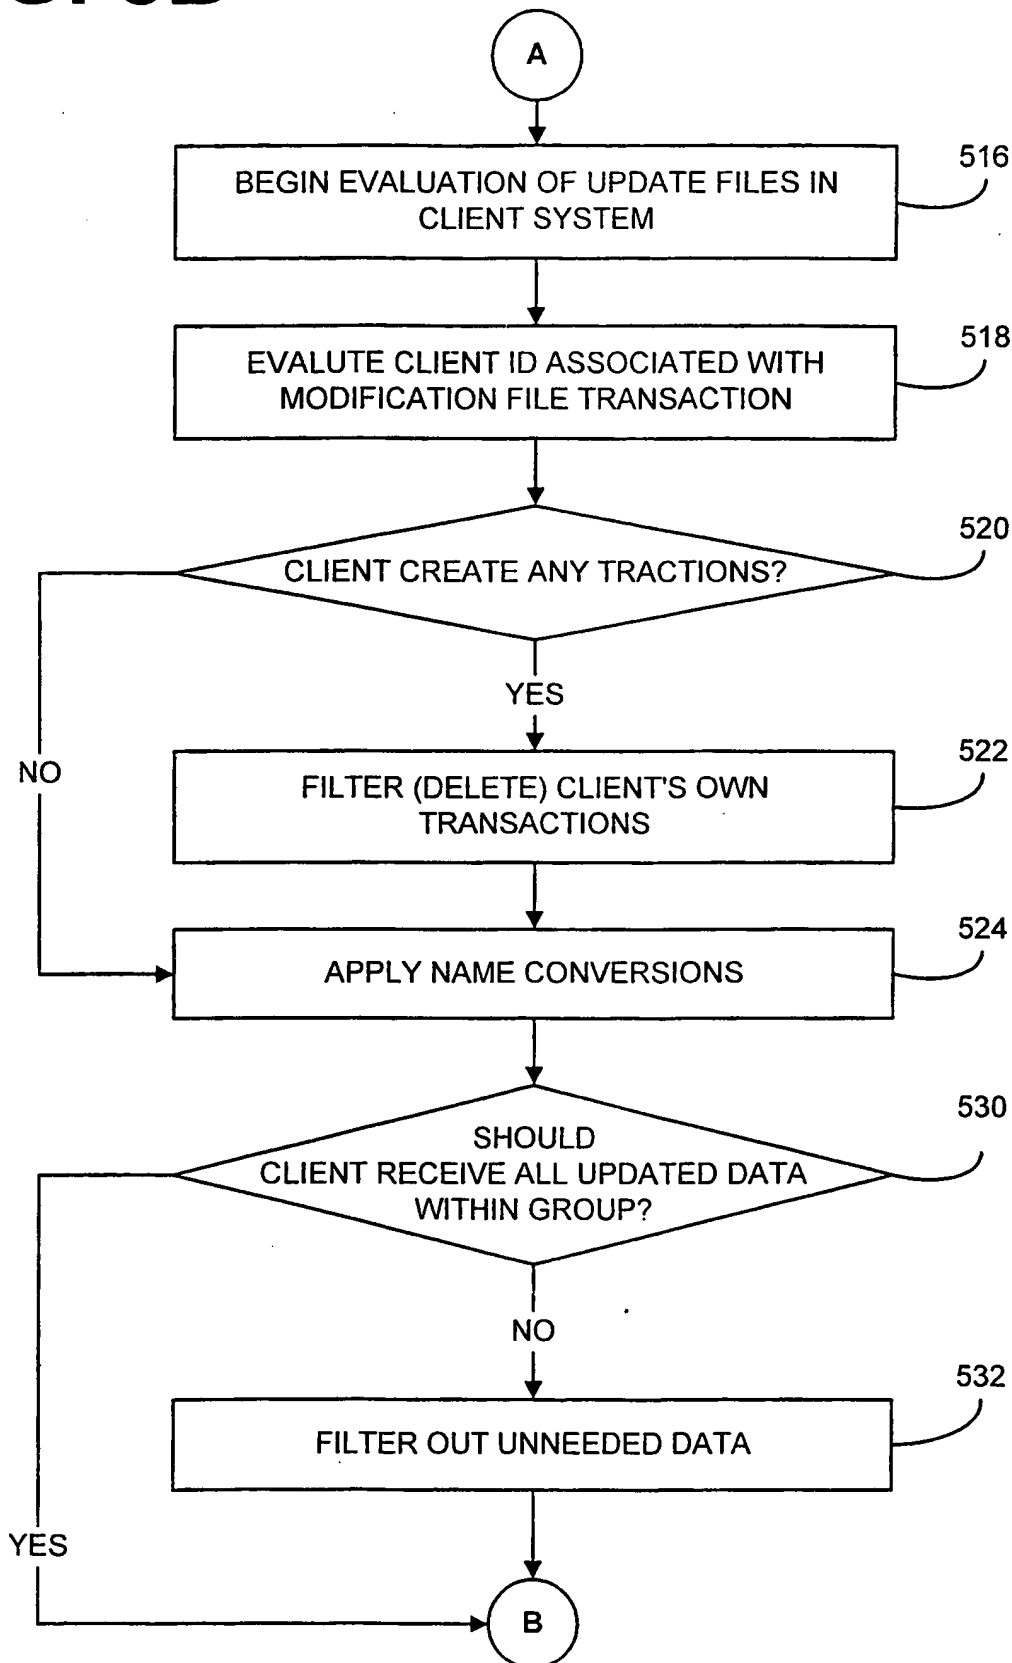 A
516
BEGIN EVALUATION OF UPDATE FILES IN
CLIENT SYSTEM
518
EVALUTE CLIENT ID ASSOCIATED WITH
MODIFICATION FILE TRANSACTION
520
CLIENT CREATE ANY TRACTIONS?
YES
NO
522
FILTER (DELETE) CLIENT'S OWN
TRANSACTIONS
524
APPLY NAME CONVERSIONS
530
SHOULD
CLIENT RECEIVE ALL UPDATED DATA
WITHIN GROUP?
NO
532
FILTER OUT UNNEEDED DATA
YES
B